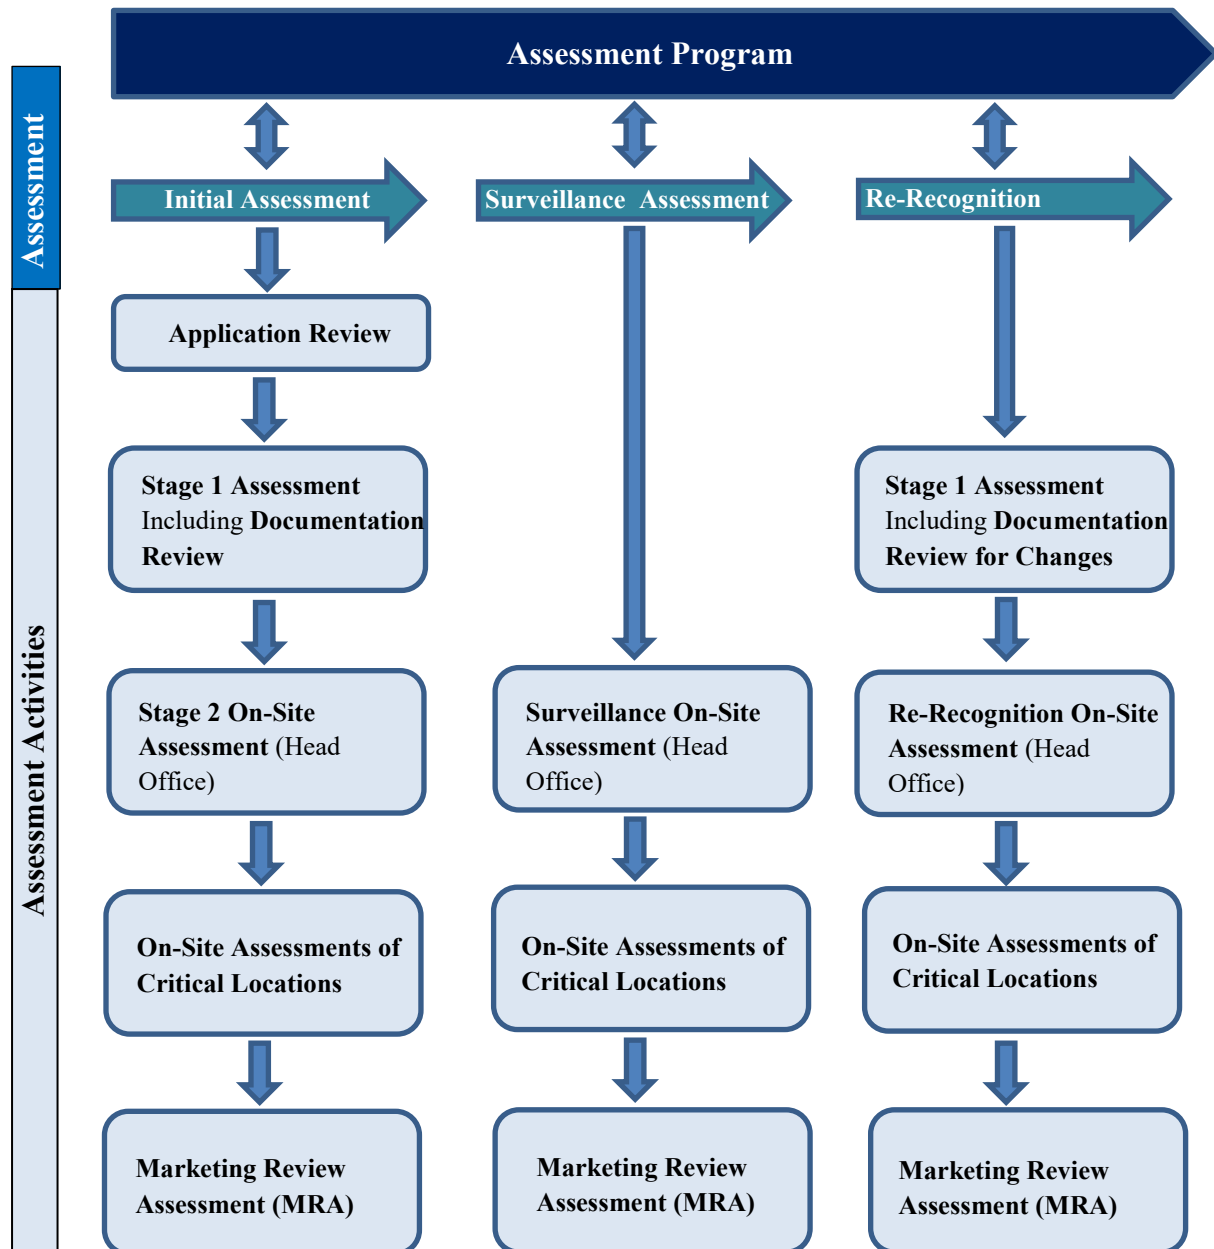 Assessment Program
Assessment
Initial Assessment
Surveillance Assessment
Re-Recognition
Assessment Activities
Application Review
Stage 1 Assessment
Including Documentation
Review
Stage 1 Assessment
Including Documentation
Review for Changes
Stage 2 On-Site
Assessment (Head
Office)
Surveillance On-Site
Assessment (Head
Office)
Re-Recognition On-Site
Assessment (Head
Office)
On-Site Assessments of
Critical Locations
On-Site Assessments of
Critical Locations
On-Site Assessments of
Critical Locations
Marketing Review
Assessment (MRA)
Marketing Review
Assessment (MRA)
Marketing Review
Assessment (MRA)